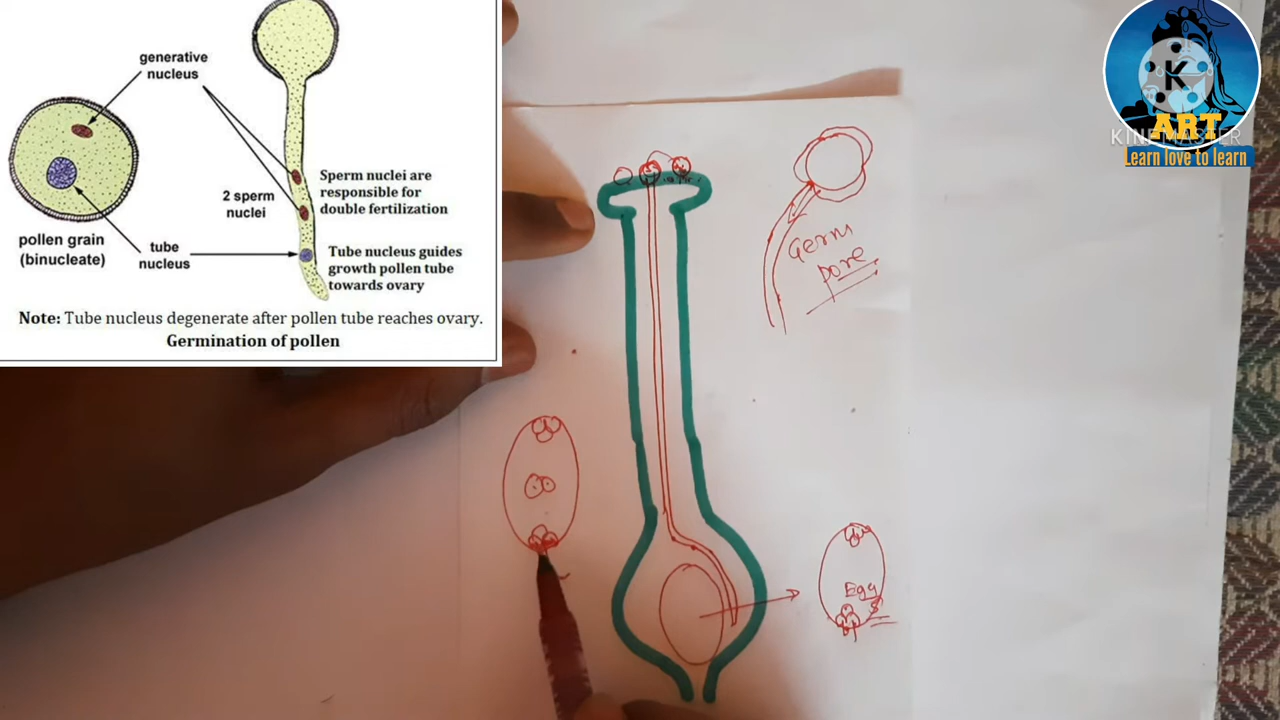 generative
nucleus
2 sperm
nuclei
Sperm nuclei are
responsible for
double fertilization
pollen grain
(binucleate)
tube
nucleus
Tube nucleus guides
growth pollen tube
towards ovary
Note: Tube nucleus degenerate after pollen tube reaches ovary.
Germination of pollen
Germ
pore
Egg
K
ART
KINEMASTER
Learn love to learn